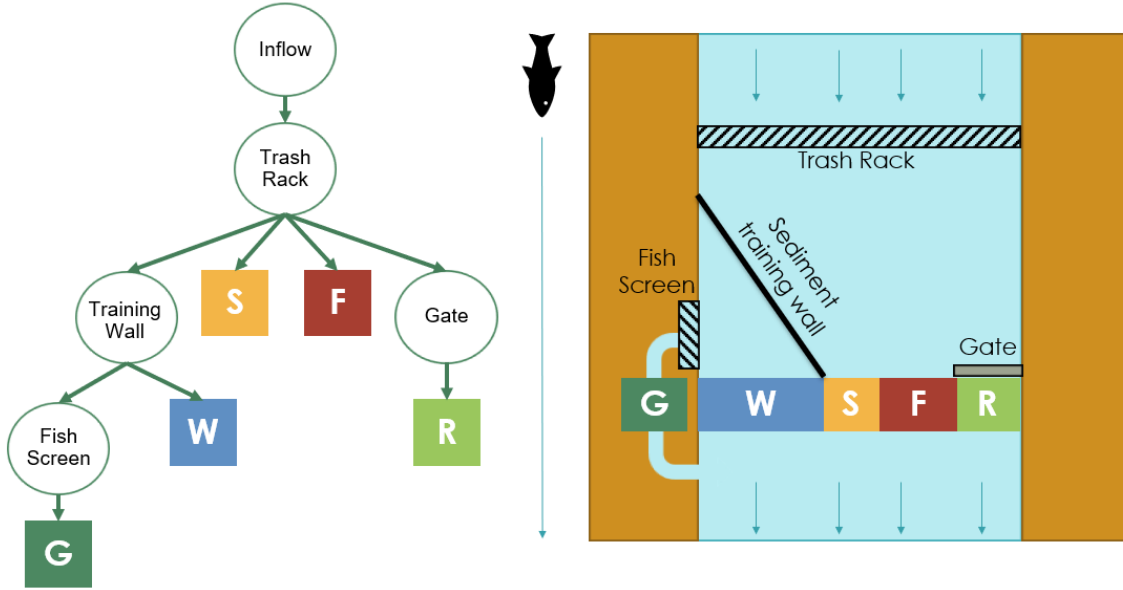 Inflow
Trash
Rack
Training
Wall
S
F
Gate
Fish
Screen
W
R
G
Trash Rack
Sediment
training wall
Fish
Screen
Gate
G
W
S
F
R